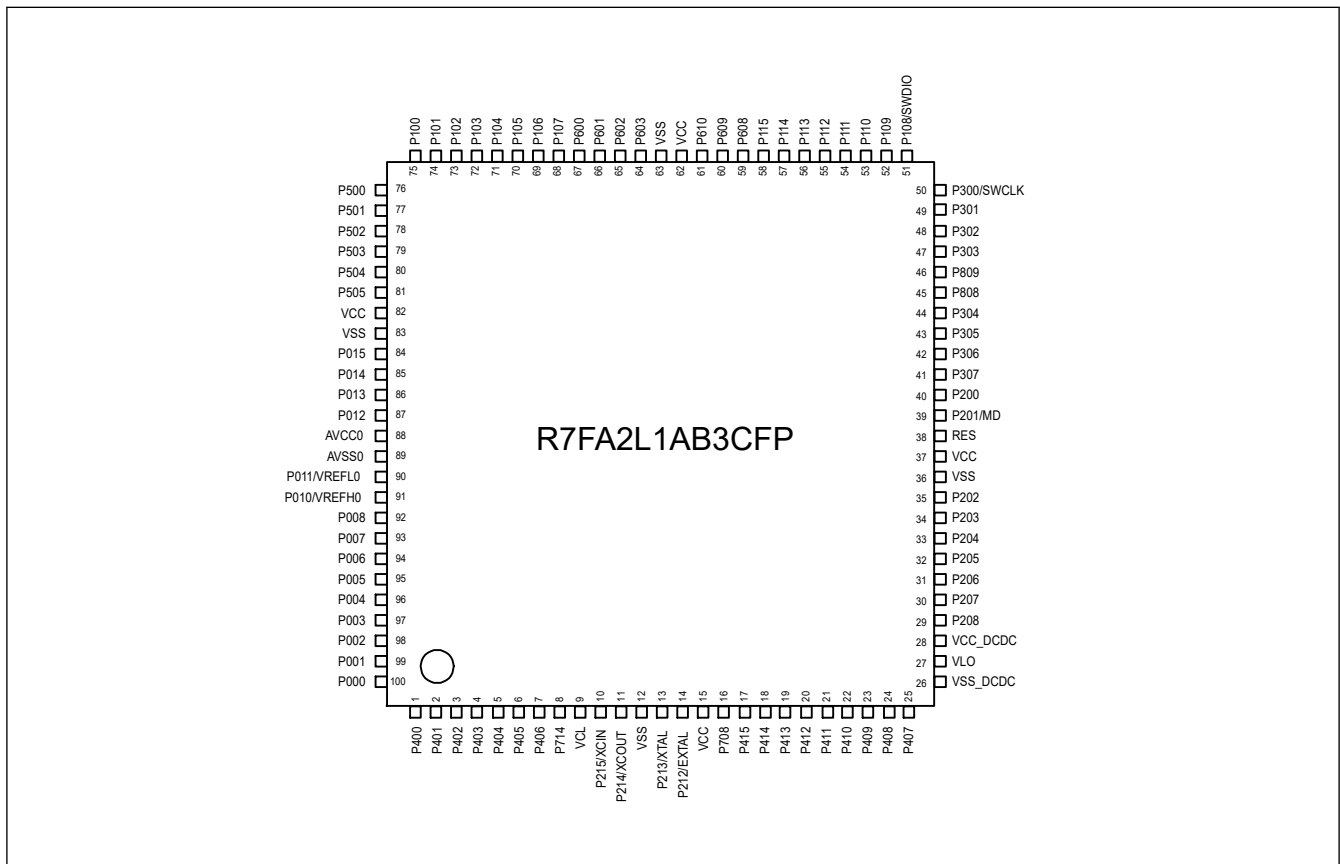 P100
P101
P102
P103
P104
P105
P106
P107
P600
P601
P602
P603
VSS
VCC
P610
P609
P608
P115
P114
P113
P112
P111
P110
P109
P108/SWDIO
75
74
73
72
71
70
69
68
67
66
65
64
63
62
61
60
59
58
57
56
55
54
53
52
51
P500 76
P501 77
P502 78
P503 79
P504 80
P505 81
VCC 82
VSS 83
P015 84
P014 85
P013 86
P012 87
AVCC0 88
AVSS0 89
P011/VREFL0 90
P010/VREFH0 91
P008 92
P007 93
P006 94
P005 95
P004 96
P003 97
P002 98
P001 99
P000 100
R7FA2L1AB3CFP
50 P300/SWCLK
49 P301
48 P302
47 P303
46 P809
45 P808
44 P304
43 P305
42 P306
41 P307
40 P200
39 P201/MD
38 RES
37 VCC
36 VSS
35 P202
34 P203
33 P204
32 P205
31 P206
30 P207
29 P208
28 VCC_DCDC
27 VLO
26 VSS_DCDC
1
2
3
4
5
6
7
8
9
10
11
12
13
14
15
16
17
18
19
20
21
22
23
24
25
P400
P401
P402
P403
P404
P405
P406
P714
VCL
P215/XCIN
P214/XCOUT
VSS
P213/XTAL
P212/EXTAL
VCC
P708
P415
P414
P413
P412
P411
P410
P409
P408
P407